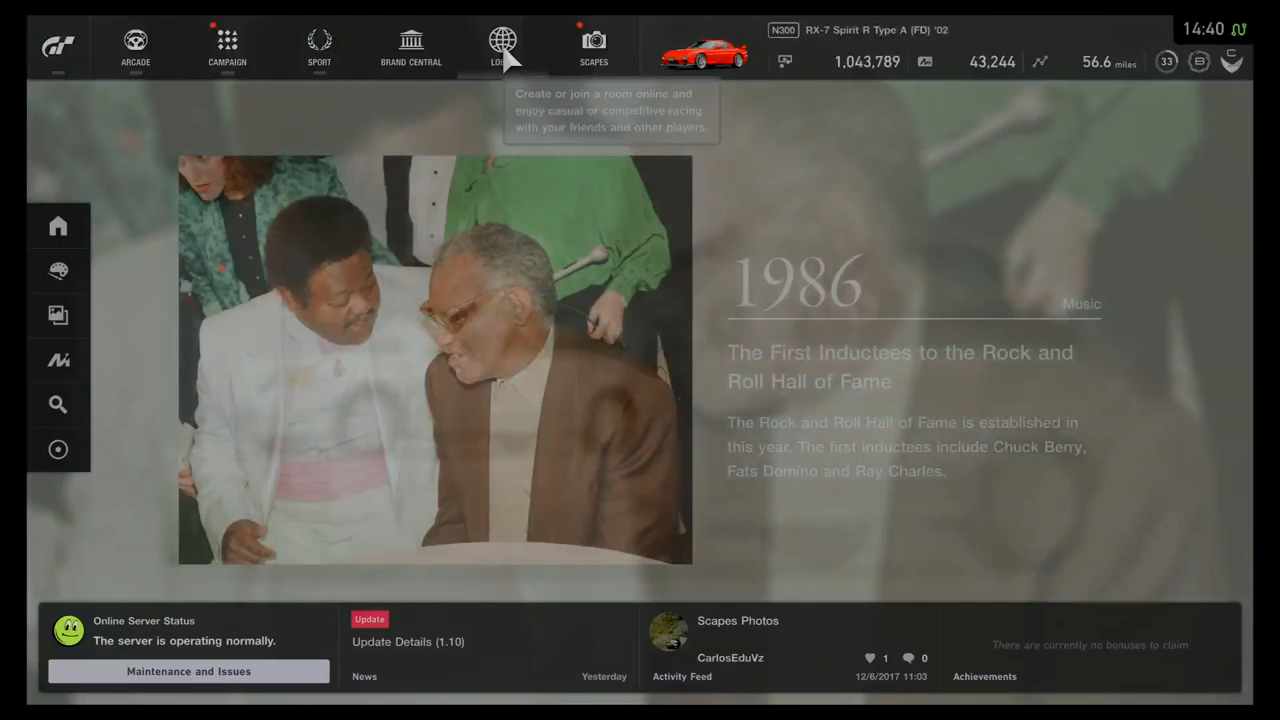 N300 RX-7 Spirit R Type A (FD) '02
14:40
ARCADE
CAMPAIGN
SPORT
BRAND CENTRAL
SCAPES
1,043,789
43,244
56.6 miles
33
B
Create or join a room online and
enjoy casual or competitive racing
with your friends and other players.
1986
Music
The First Inductees to the Rock and
Roll Hall of Fame
The Rock and Roll Hall of Fame is established in
this year. The first inductees include Chuck Berry,
Fats Domino and Ray Charles.
Online Server Status
The server is operating normally.
Maintenance and Issues
Update
Update Details (1.10)
News
Yesterday
Scapes Photos
CarlosEduVz
1
0
Activity Feed
12/6/2017 11:03
There are currently no bonuses to claim
Achievements